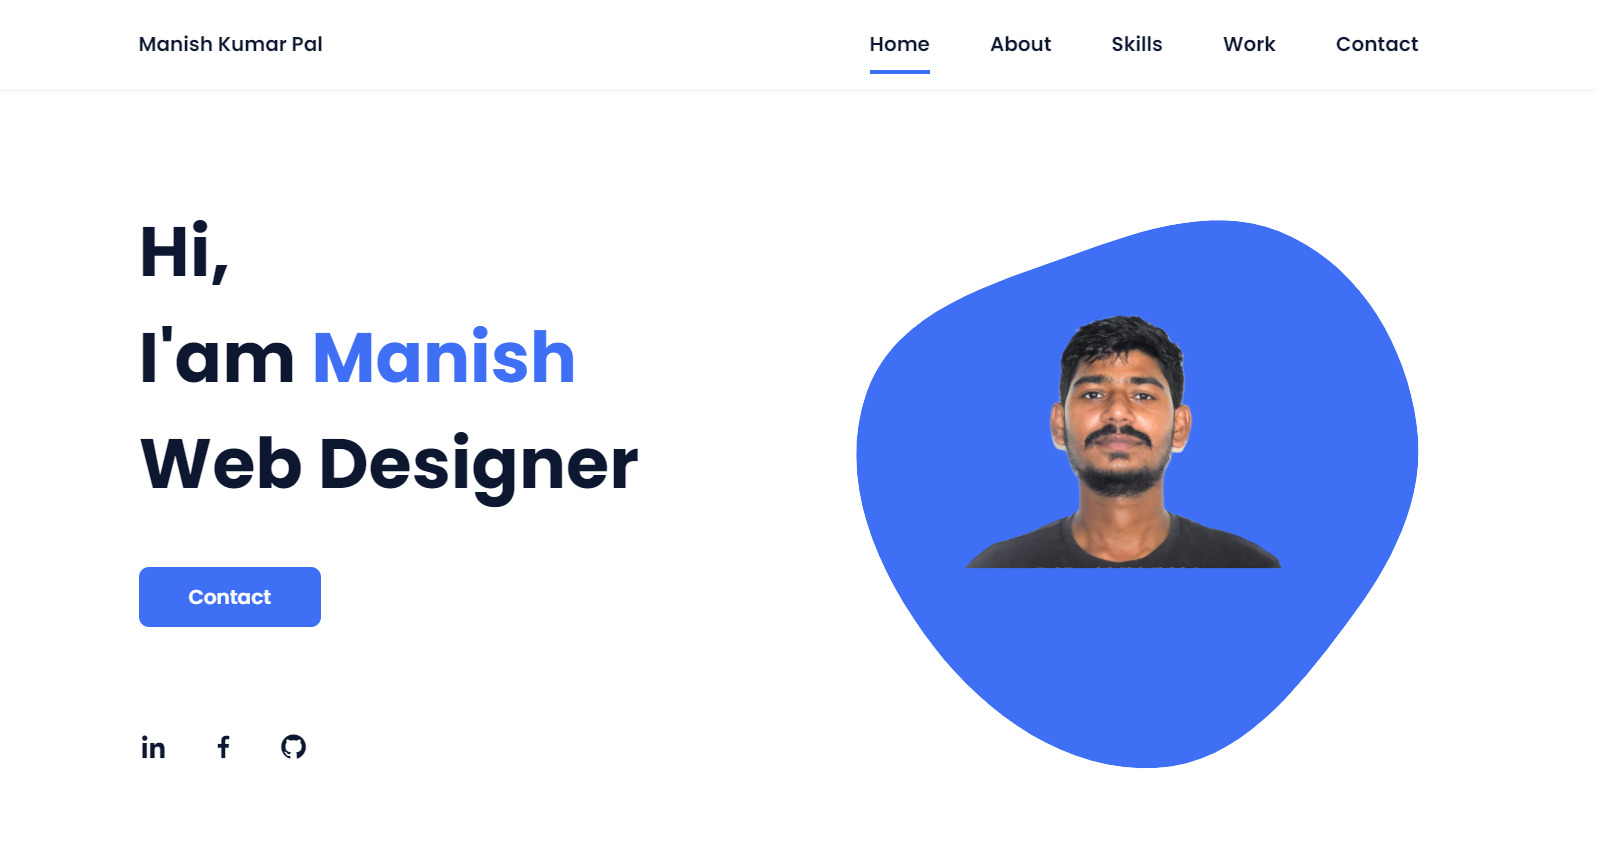 Manish Kumar Pal
Home About Skills Work Contact
Hi,
I'am Manish
Web Designer
Contact
in f